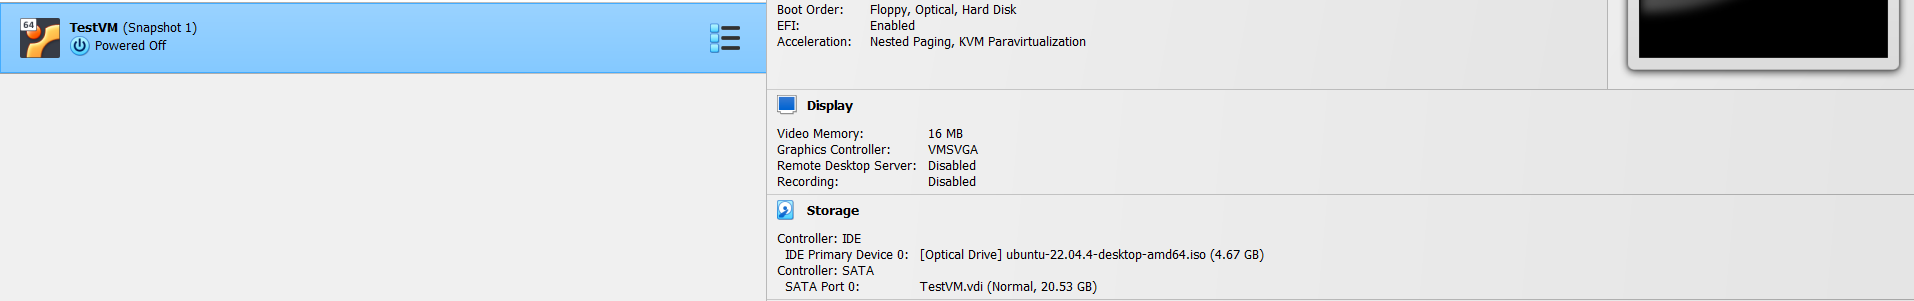 64
TestVM (Snapshot 1)
Powered Off
Boot Order: Floppy, Optical, Hard Disk
EFI: Enabled
Acceleration: Nested Paging, KVM Paravirtualization
Display
Video Memory: 16 MB
Graphics Controller: VMSVGA
Remote Desktop Server: Disabled
Recording: Disabled
Storage
Controller: IDE
IDE Primary Device 0: [Optical Drive] ubuntu-22.04.4-desktop-amd64.iso (4.67 GB)
Controller: SATA
SATA Port 0: TestVM.vdi (Normal, 20.53 GB)